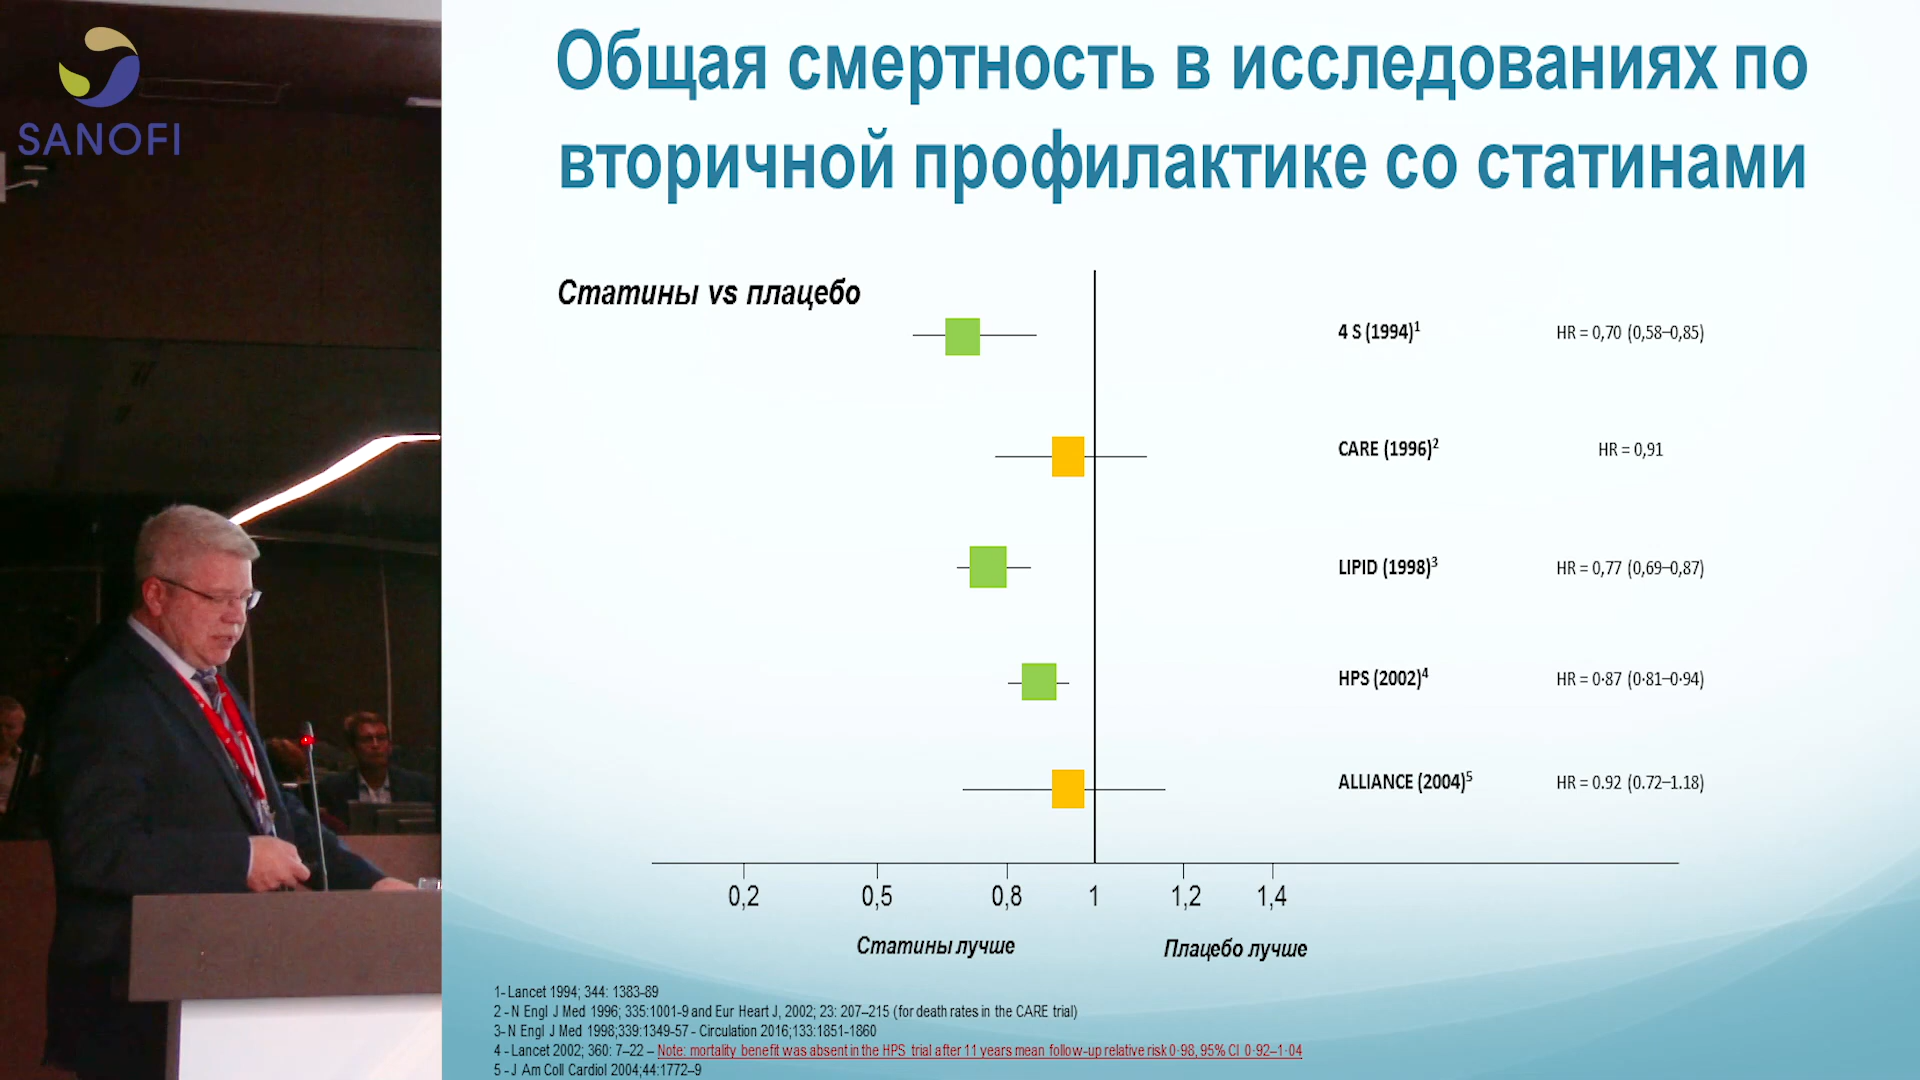 SANOFI
Общая смертность в исследованиях по
вторичной профилактике со статинами
Статины vs плацебо
4 S (1994)1 HR = 0,70 (0,58–0,85)
CARE (1996)2 HR = 0,91
LIPID (1998)3 HR = 0,77 (0,69–0,87)
HPS (2002)4 HR = 0·87 (0·81–0·94)
ALLIANCE (2004)5 HR = 0.92 (0.72–1.18)
0,2 0,5 0,8 1 1,2 1,4
Статины лучше Плацебо лучше
1- Lancet 1994; 344: 1383-89
2 - N Engl J Med 1996; 335:1001-9 and Eur Heart J, 2002; 23: 207–215 (for death rates in the CARE trial)
3- N Engl J Med 1998;339:1349-57 - Circulation 2016;133:1851-1860
4 - Lancet 2002; 360: 7–22 – Note: mortality benefit was absent in the HPS trial after 11 years mean follow-up relative risk 0·98, 95% CI 0·92–1·04
5 - J Am Coll Cardiol 2004;44:1772–9